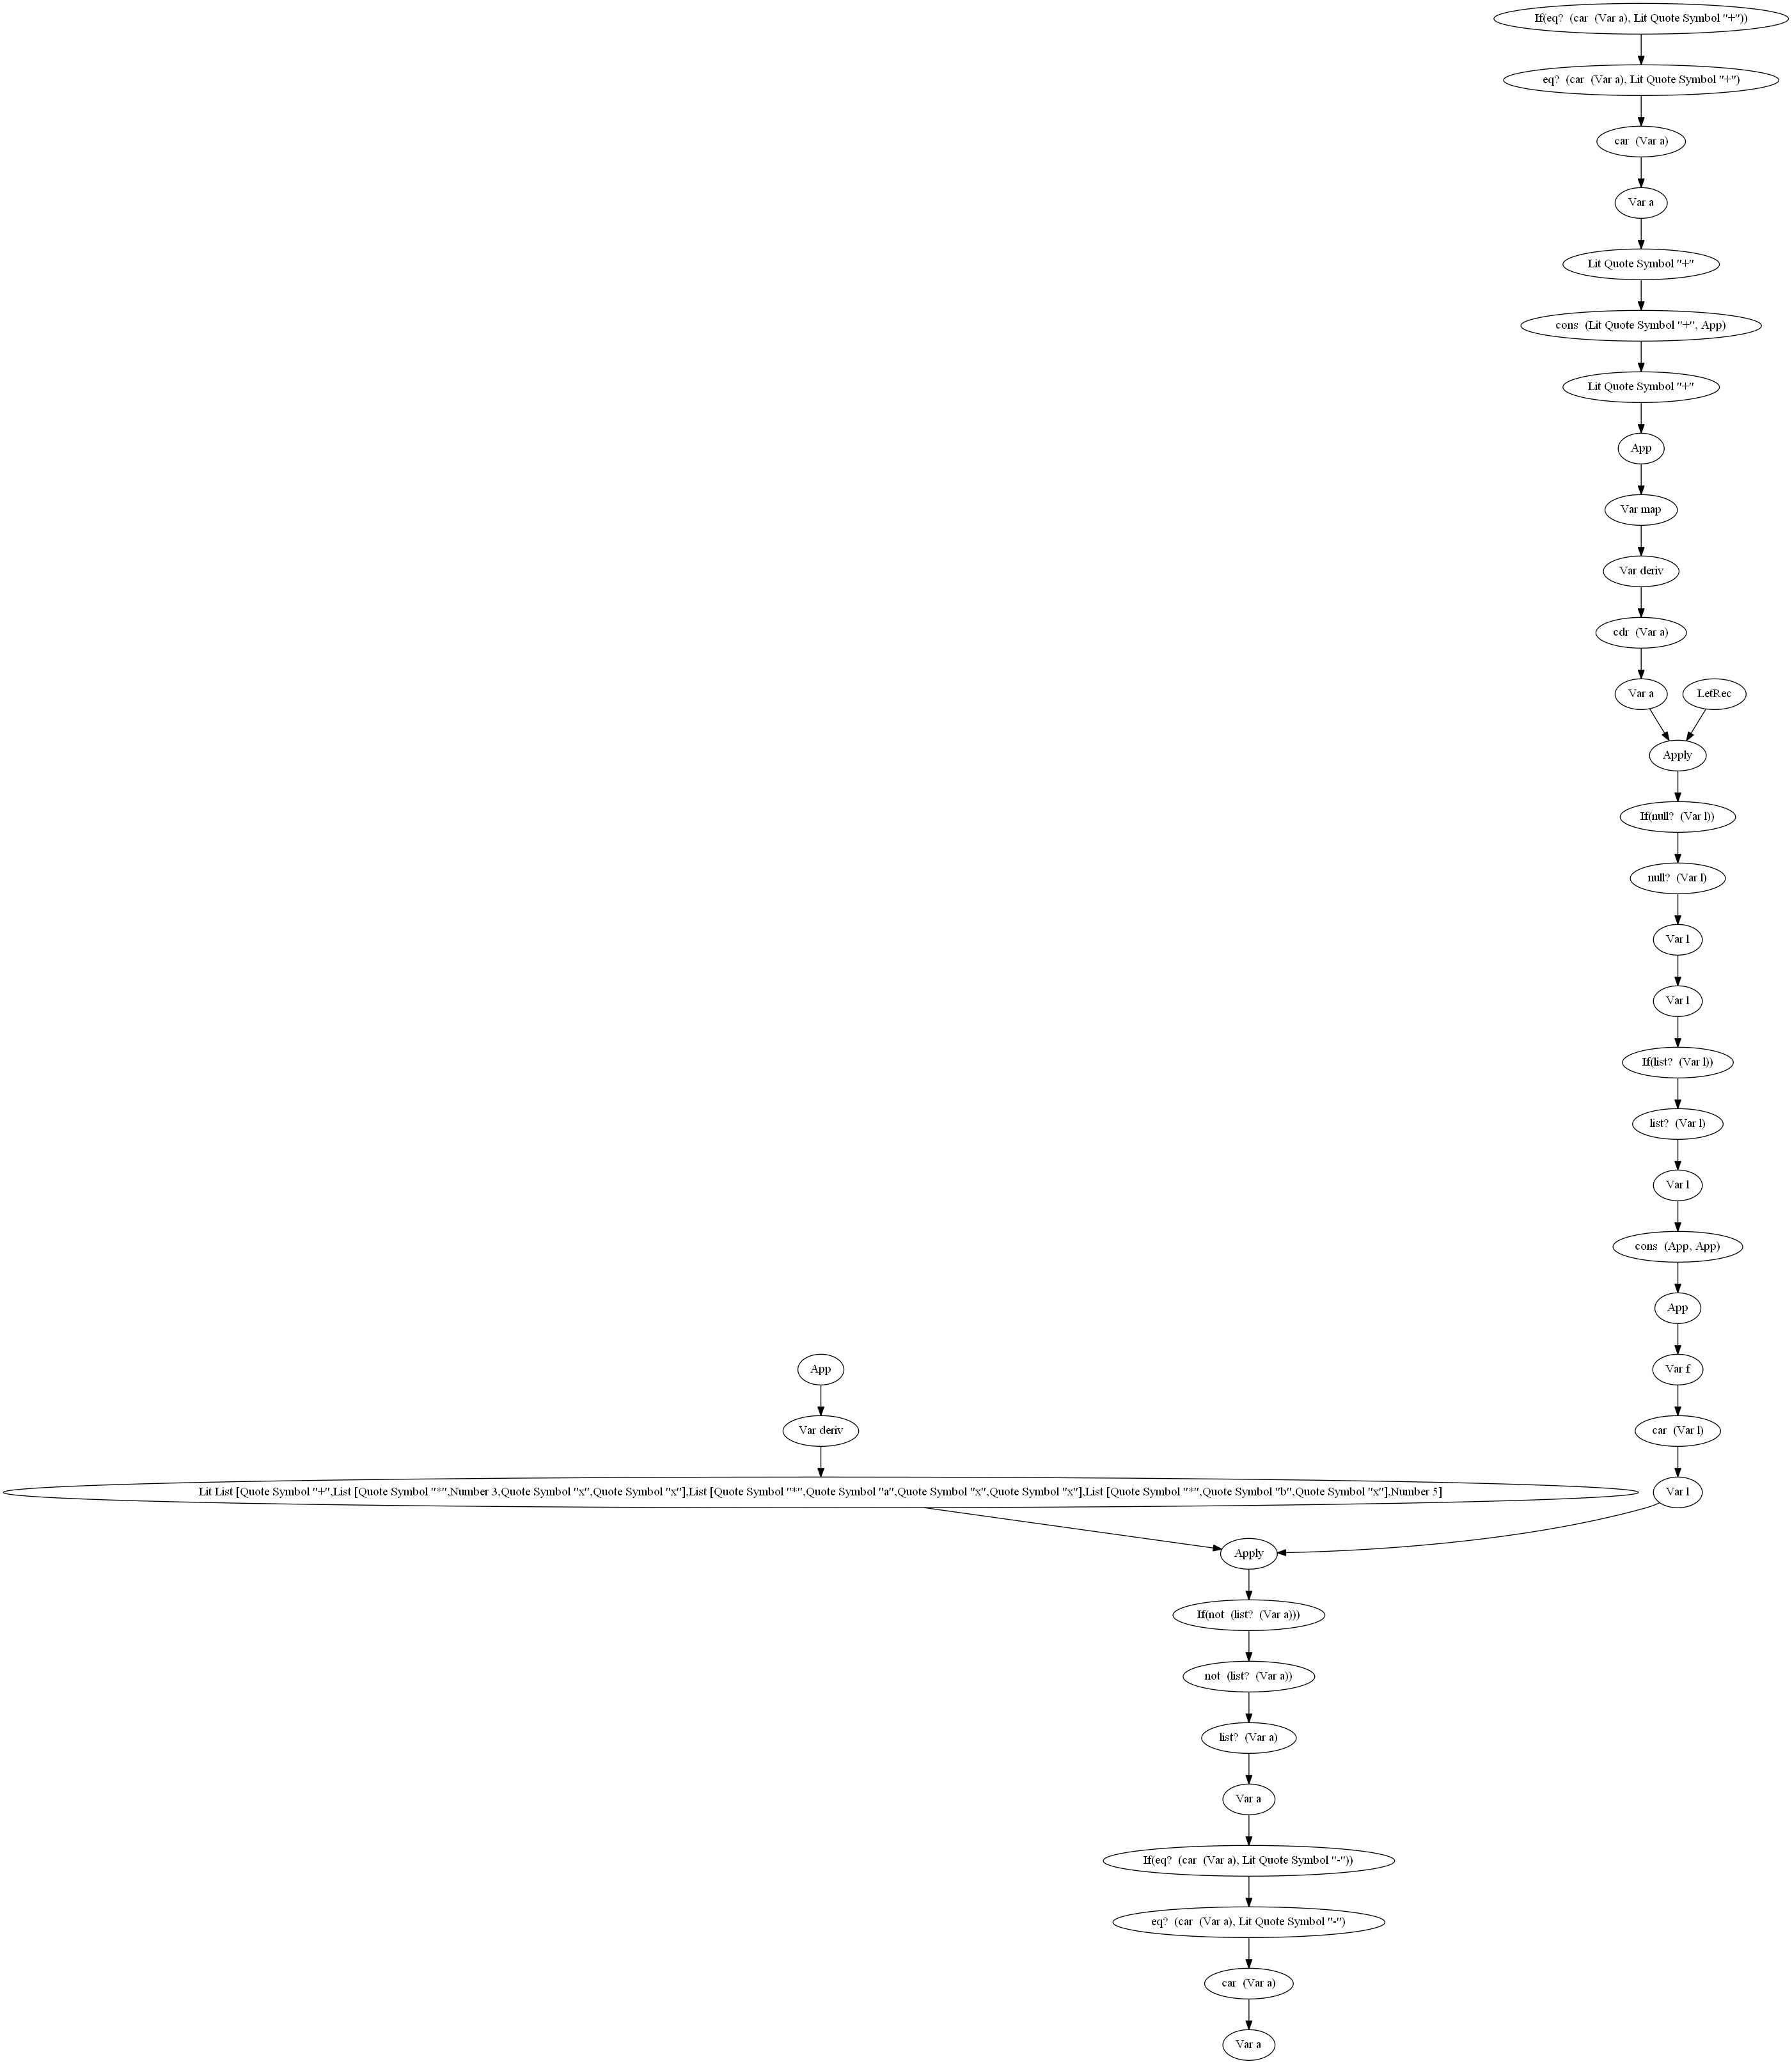 If(eq?  (car  (Var a), Lit Quote Symbol "+"))
eq?  (car  (Var a), Lit Quote Symbol "+")
car  (Var a)
Var a
Lit Quote Symbol "+"
cons  (Lit Quote Symbol "+", App)
Lit Quote Symbol "+"
App
Var map
Var deriv
cdr  (Var a)
Var a
LetRec
Apply
If(null?  (Var l))
null?  (Var l)
Var l
Var l
If(list?  (Var l))
list?  (Var l)
Var l
cons  (App, App)
App
Var f
car  (Var l)
Var l
App
Var deriv
Lit List [Quote Symbol "+",List [Quote Symbol "*",Number 3,Quote Symbol "x",Quote Symbol "x"],List [Quote Symbol "*",Quote Symbol "a",Quote Symbol "x",Quote Symbol "x"],List [Quote Symbol "*",Quote Symbol "b",Quote Symbol "x"],Number 5]
Apply
If(not  (list?  (Var a)))
not  (list?  (Var a))
list?  (Var a)
Var a
If(eq?  (car  (Var a), Lit Quote Symbol "-"))
eq?  (car  (Var a), Lit Quote Symbol "-")
car  (Var a)
Var a